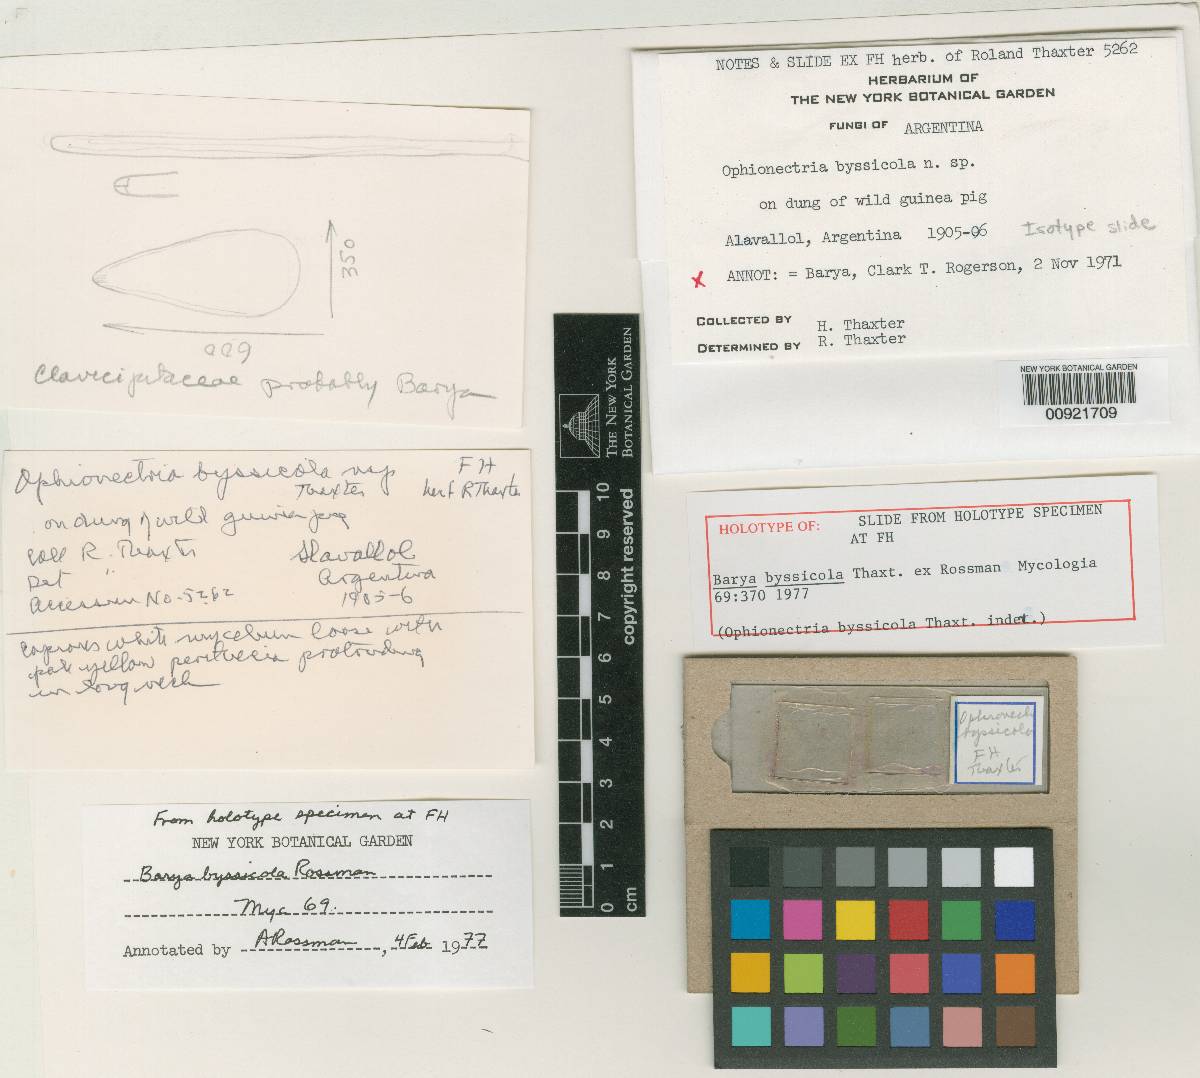 350
660
Clavicipitaceae probably Barya
Ophionectria byssicola nsp
Thaxter
FH
herb R Thaxter
on dung of wild guinea pig
Coll R. Thaxter
Det "
Accession No. 5262
Alavallol
Argentina
1905-6
Copious white mycelium loose with
pale yellow perithecia protruding
in long neck
From holotype specimen at FH
NEW YORK BOTANICAL GARDEN
Barya byssicola Rossman
Myc 69.
Annotated by ARossman, 4 Feb 1977
THE NEW YORK
BOTANICAL GARDEN
copyright reserved
10
9
8
7
6
5
4
3
2
1
0
cm
NOTES & SLIDE EX FH herb. of Roland Thaxter 5262
HERBARIUM OF
THE NEW YORK BOTANICAL GARDEN
FUNGI OF ARGENTINA
Ophionectria byssicola n. sp.
on dung of wild guinea pig
Alavallol, Argentina 1905-06 Isotype slide
X ANNOT: = Barya, Clark T. Rogerson, 2 Nov 1971
COLLECTED BY H. Thaxter
DETERMINED BY R. Thaxter
NEW YORK BOTANICAL GARDEN
00921709
HOLOTYPE OF: SLIDE FROM HOLOTYPE SPECIMEN
AT FH
Barya byssicola Thaxt. ex Rossman Mycologia
69:370 1977
(Ophionectria byssicola Thaxt. indet.)
Ophionect
byssicola
FH
Thaxter